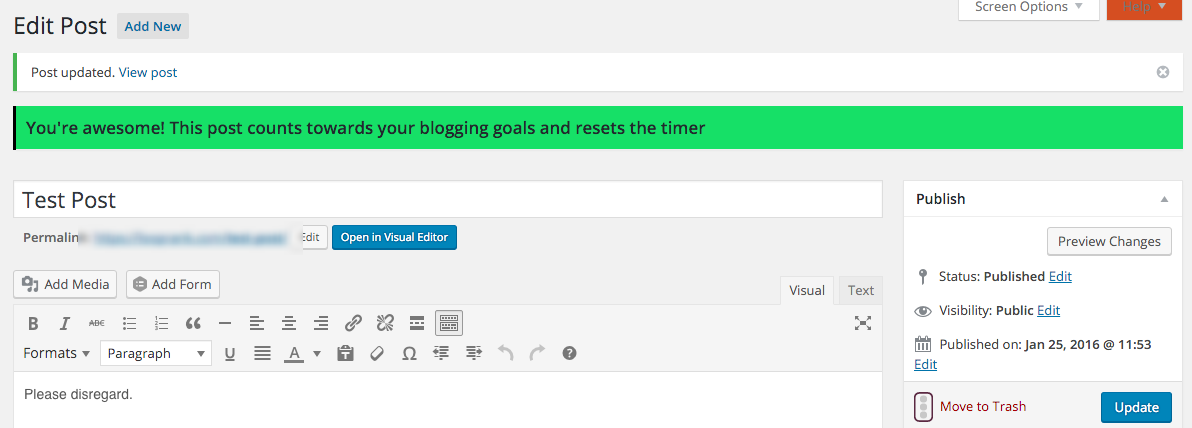 Screen Options
Help
Edit Post Add New
Post updated. View post
You're awesome! This post counts towards your blogging goals and resets the timer
Test Post
Permalink Edit Open in Visual Editor
Add Media Add Form
Visual Text
B I ABC
Formats Paragraph U A Ω
Please disregard.
Publish
Preview Changes
Status: Published Edit
Visibility: Public Edit
Published on: Jan 25, 2016 @ 11:53
Edit
Move to Trash Update